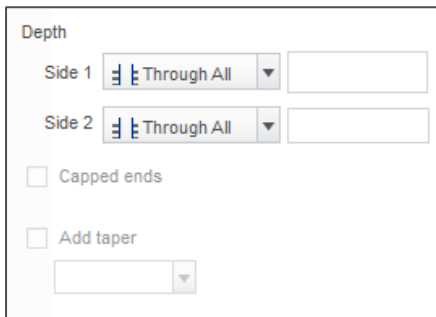 Depth
Side 1 Through All
Side 2 Through All
Capped ends
Add taper